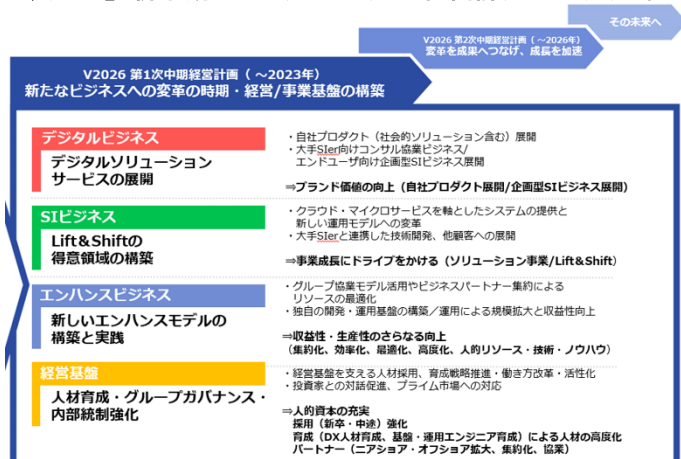 その未来へ
V2026 第2次中期経営計画（～2026年）
変革を成果へつなげ、成長を加速
V2026 第1次中期経営計画（ ～2023年）
新たなビジネスへの変革の時期・経営/事業基盤の構築
デジタルビジネス
デジタルソリューション
サービスの展開
・自社プロダクト（社会的ソリューション含む）展開
・大手SIer向けコンサル協業ビジネス/
エンドユーザ向け企画型SIビジネス展開
⇒ブランド価値の向上（自社プロダクト展開/企画型SIビジネス展開）
SIビジネス
Lift&Shiftの
得意領域の構築
・クラウド・マイクロサービスを軸としたシステムの提供と
新しい運用モデルへの変革
・大手SIerと連携した技術開発、他顧客への展開
⇒事業成長にドライブをかける（ソリューション事業/Lift&Shift）
エンハンスビジネス
新しいエンハンスモデルの
構築と実践
・グループ協業モデル活用やビジネスパートナー集約による
リソースの最適化
・独自の開発・運用基盤の構築／運用による規模拡大と収益性向上
⇒収益性・生産性のさらなる向上
（集約化、効率化、最適化、高度化、人的リソース・技術・ノウハウ）
経営基盤
人材育成・グループガバナンス・
内部統制強化
・経営基盤を支える人材採用、育成戦略推進・働き方改革・活性化
・投資家との対話促進、プライム市場への対応
⇒人的資本の充実
採用（新卒・中途）強化
育成（DX人材育成、基盤・運用エンジニア育成）による人材の高度化
パートナー（ニアショア・オフショア拡大、集約化、協業）